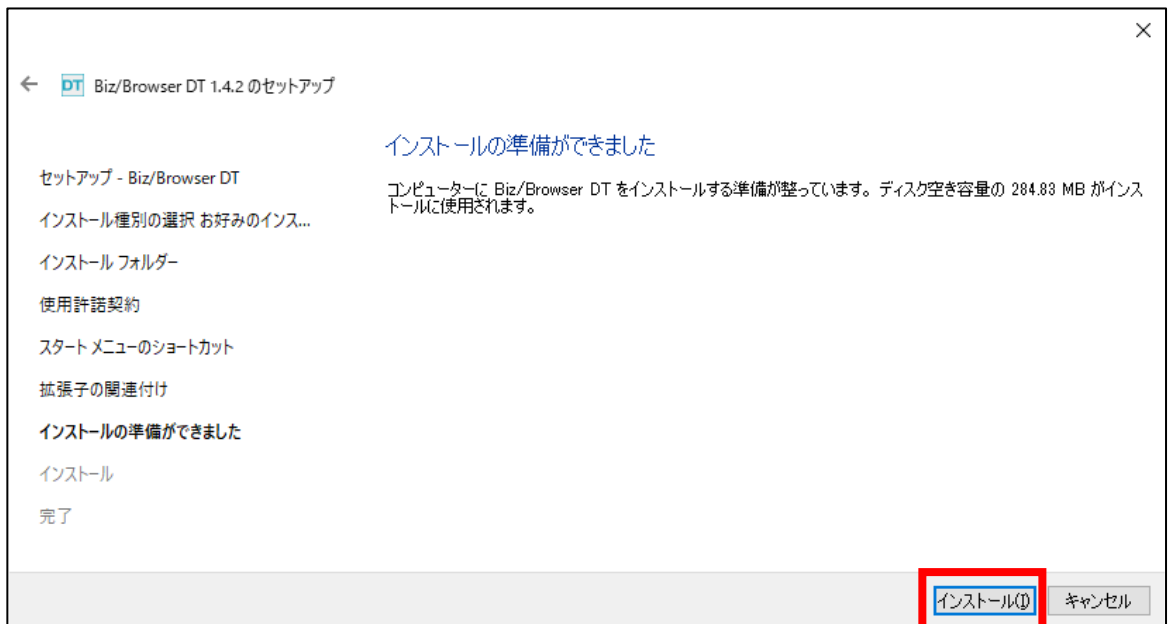 DT Biz/Browser DT 1.4.2 のセットアップ
インストールの準備ができました
コンピューターに Biz/Browser DT をインストールする準備が整っています。ディスク空き容量の 284.83 MB がインス
トールに使用されます。
セットアップ - Biz/Browser DT
インストール種別の選択 お好みのインス...
インストール フォルダー
使用許諾契約
スタート メニューのショートカット
拡張子の関連付け
インストールの準備ができました
インストール
完了
インストール(I)
キャンセル